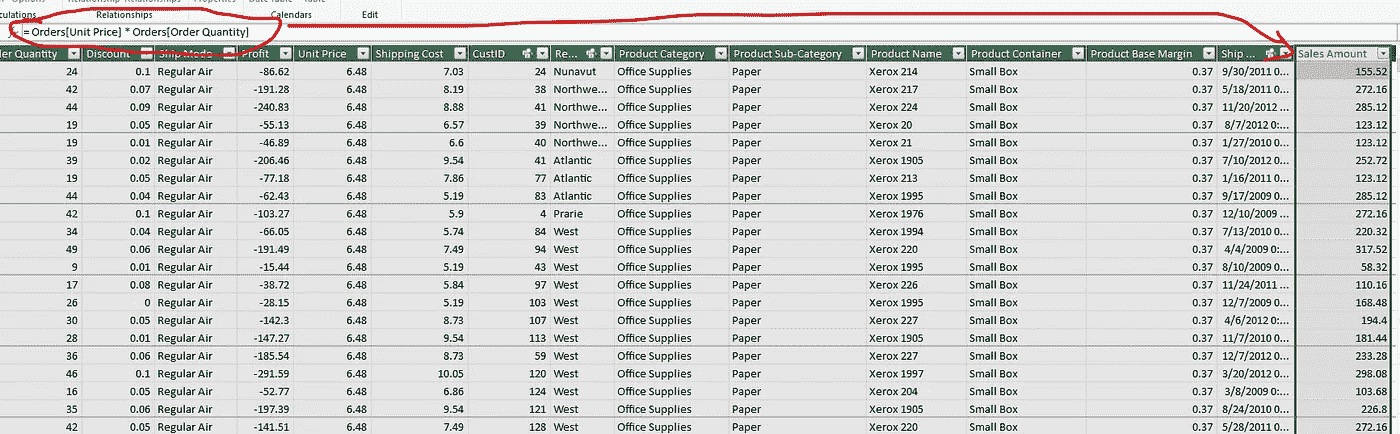 culations Relationships Calendars Edit
= Orders[Unit Price] * Orders[Order Quantity]
er Quantity Discount Ship Mode Profit Unit Price Shipping Cost CustID Re... Product Category Product Sub-Category Product Name Product Container Product Base Margin Ship ... Sales Amount
24 0.1 Regular Air -86.62 6.48 7.03 24 Nunavut Office Supplies Paper Xerox 214 Small Box 0.37 9/30/2011 0... 155.52
42 0.07 Regular Air -191.28 6.48 8.19 38 Northwe... Office Supplies Paper Xerox 217 Small Box 0.37 5/18/2011 0... 272.16
44 0.09 Regular Air -240.83 6.48 8.88 41 Northwe... Office Supplies Paper Xerox 224 Small Box 0.37 11/20/2012 ... 285.12
19 0.05 Regular Air -55.13 6.48 6.57 39 Northwe... Office Supplies Paper Xerox 20 Small Box 0.37 8/7/2012 0:... 123.12
19 0.01 Regular Air -46.89 6.48 6.6 40 Northwe... Office Supplies Paper Xerox 21 Small Box 0.37 1/27/2010 0... 123.12
39 0.02 Regular Air -206.46 6.48 9.54 41 Atlantic Office Supplies Paper Xerox 1905 Small Box 0.37 7/10/2012 0... 252.72
19 0.05 Regular Air -77.18 6.48 7.86 77 Atlantic Office Supplies Paper Xerox 213 Small Box 0.37 1/16/2011 0... 123.12
44 0.04 Regular Air -62.43 6.48 5.19 83 Atlantic Office Supplies Paper Xerox 1995 Small Box 0.37 9/17/2009 0... 285.12
42 0.1 Regular Air -103.27 6.48 5.9 4 Prarie Office Supplies Paper Xerox 1976 Small Box 0.37 12/10/2009 ... 272.16
34 0.04 Regular Air -66.05 6.48 5.74 84 West Office Supplies Paper Xerox 1994 Small Box 0.37 7/13/2010 0... 220.32
49 0.06 Regular Air -191.49 6.48 7.49 94 West Office Supplies Paper Xerox 220 Small Box 0.37 4/4/2009 0:... 317.52
9 0.01 Regular Air -15.44 6.48 5.19 43 West Office Supplies Paper Xerox 1995 Small Box 0.37 8/10/2009 0... 58.32
17 0.08 Regular Air -38.72 6.48 5.84 97 West Office Supplies Paper Xerox 226 Small Box 0.37 11/24/2011 ... 110.16
26 0 Regular Air -28.15 6.48 5.19 103 West Office Supplies Paper Xerox 1995 Small Box 0.37 12/7/2009 0... 168.48
30 0.05 Regular Air -142.3 6.48 8.73 107 West Office Supplies Paper Xerox 227 Small Box 0.37 4/6/2012 0:... 194.4
28 0.01 Regular Air -147.27 6.48 9.54 113 West Office Supplies Paper Xerox 1905 Small Box 0.37 11/7/2010 0... 181.44
36 0.06 Regular Air -185.54 6.48 8.73 59 West Office Supplies Paper Xerox 227 Small Box 0.37 12/7/2012 0... 233.28
46 0.1 Regular Air -291.59 6.48 10.05 120 West Office Supplies Paper Xerox 1997 Small Box 0.37 3/20/2012 0... 298.08
16 0.05 Regular Air -52.77 6.48 6.86 124 West Office Supplies Paper Xerox 204 Small Box 0.37 3/8/2009 0:... 103.68
35 0.06 Regular Air -197.39 6.48 9.54 121 West Office Supplies Paper Xerox 1905 Small Box 0.37 8/24/2010 0... 226.8
42 0.05 Regular Air -141.51 6.48 7.49 128 West Office Supplies Paper Xerox 220 Small Box 0.37 5/28/2011 0... 272.16